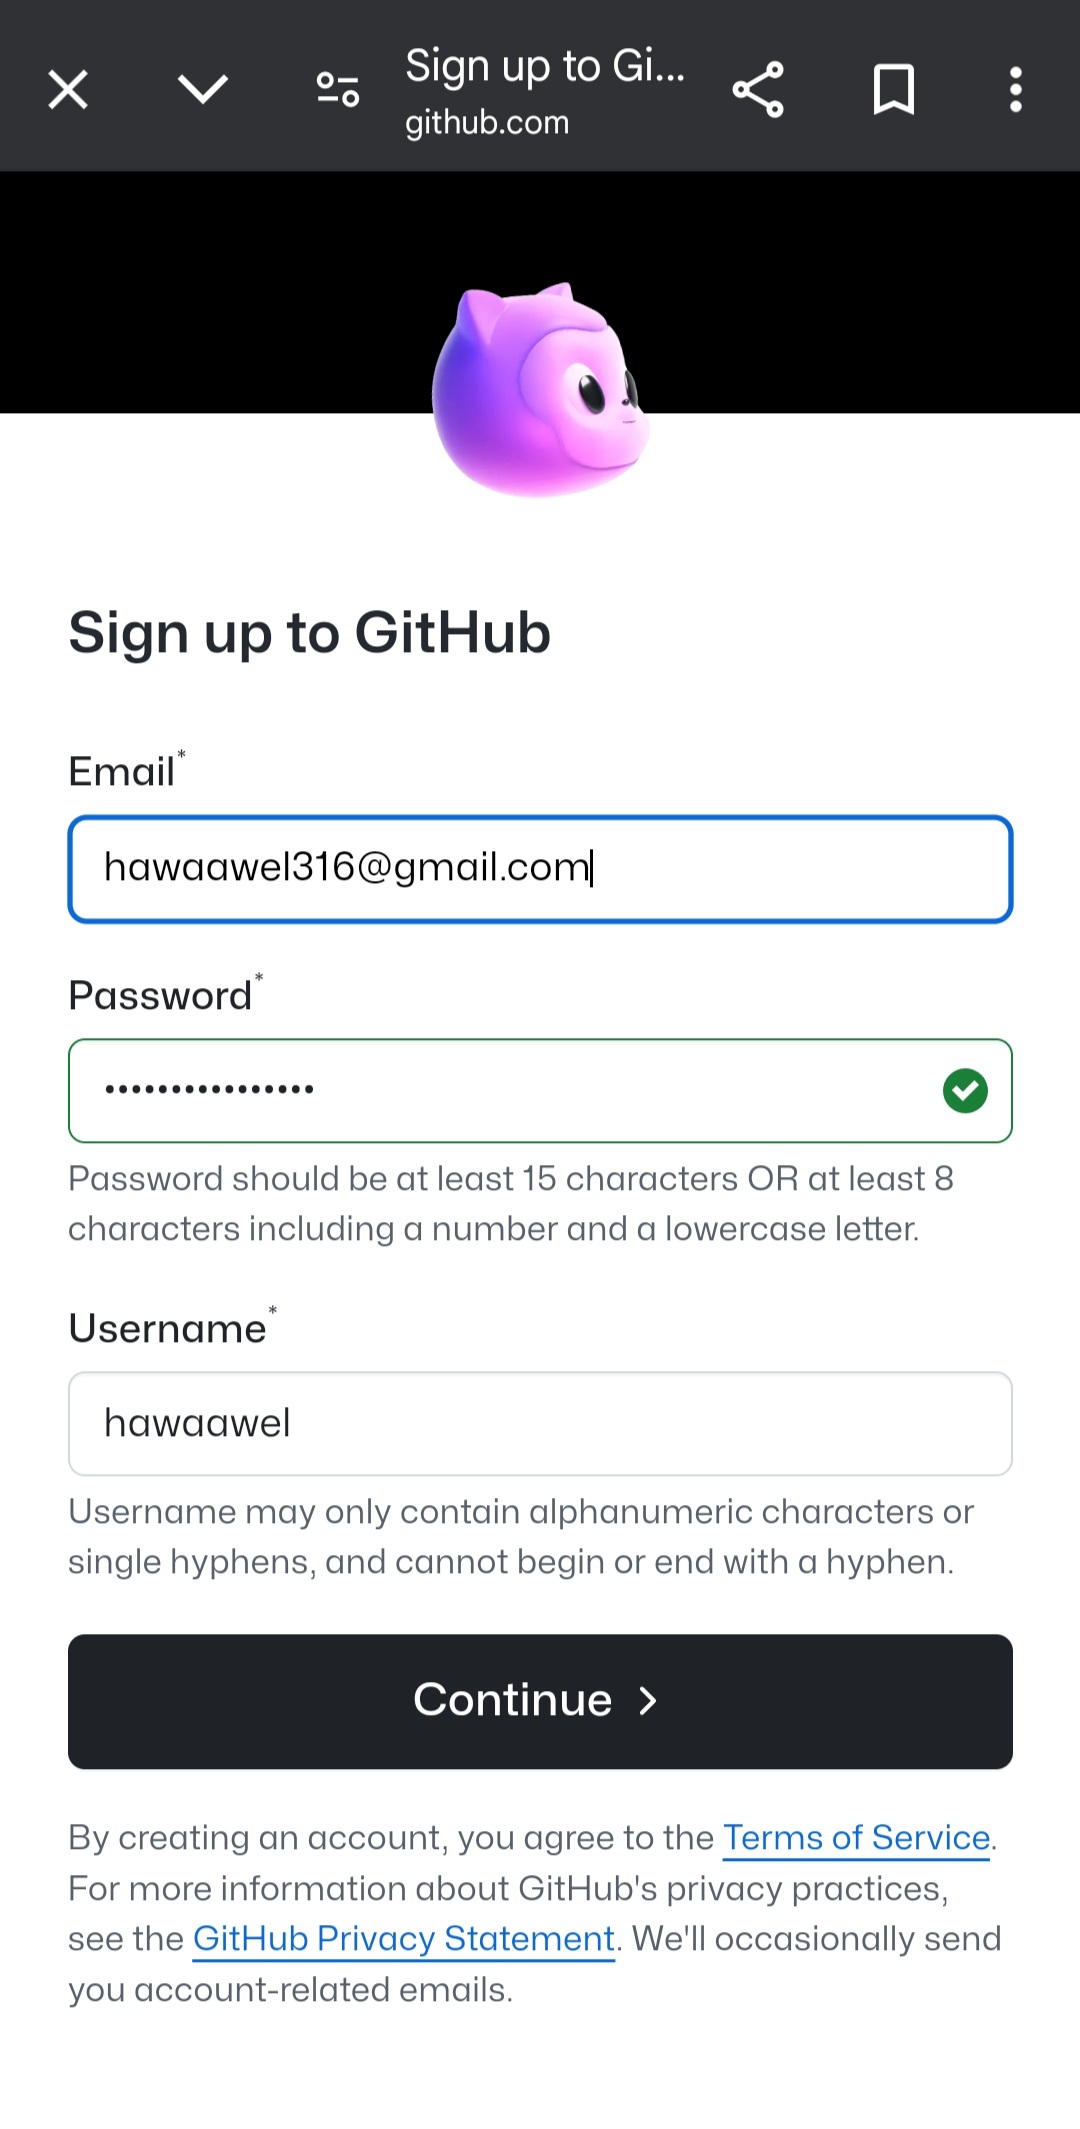 Sign up to Gi...
github.com
Sign up to GitHub
Email*
hawaawel316@gmail.com
Password*
••••••••••••••••
Password should be at least 15 characters OR at least 8
characters including a number and a lowercase letter.
Username*
hawaawel
Username may only contain alphanumeric characters or
single hyphens, and cannot begin or end with a hyphen.
Continue >
By creating an account, you agree to the Terms of Service.
For more information about GitHub's privacy practices,
see the GitHub Privacy Statement. We'll occasionally send
you account-related emails.